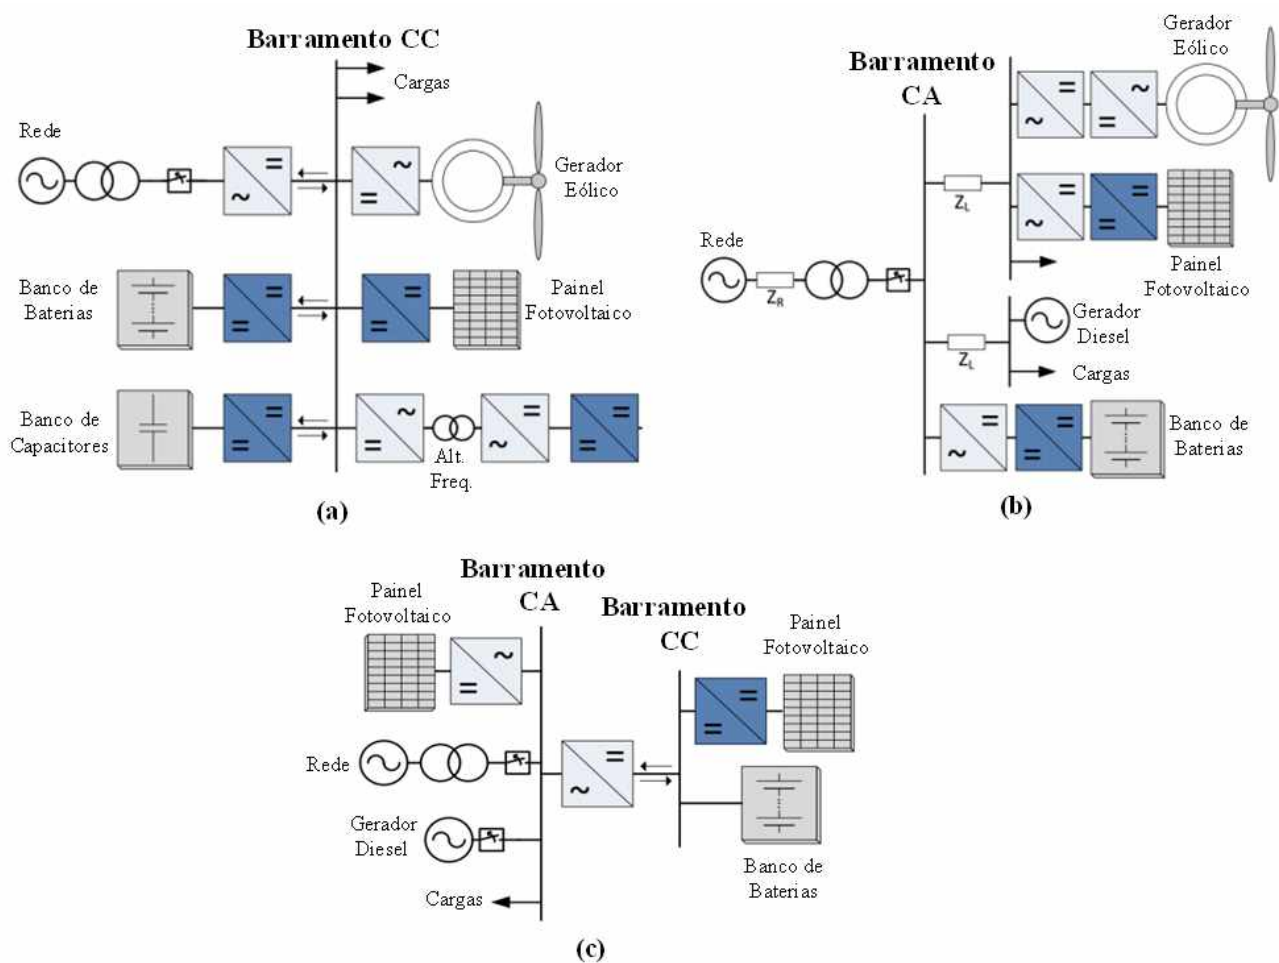 Barramento CC
Cargas
Rede
Gerador
Eólico
Banco de
Baterias
Painel
Fotovoltaico
Banco de
Capacitores
Alt.
Freq.
(a)
Gerador
Eólico
Barramento
CA
Z_L
Rede
Z_R
Painel
Fotovoltaico
Gerador
Diesel
Z_L
Cargas
Banco de
Baterias
(b)
Barramento
CA
Painel
Fotovoltaico
Barramento
CC
Painel
Fotovoltaico
Rede
Gerador
Diesel
Cargas
Banco de
Baterias
(c)